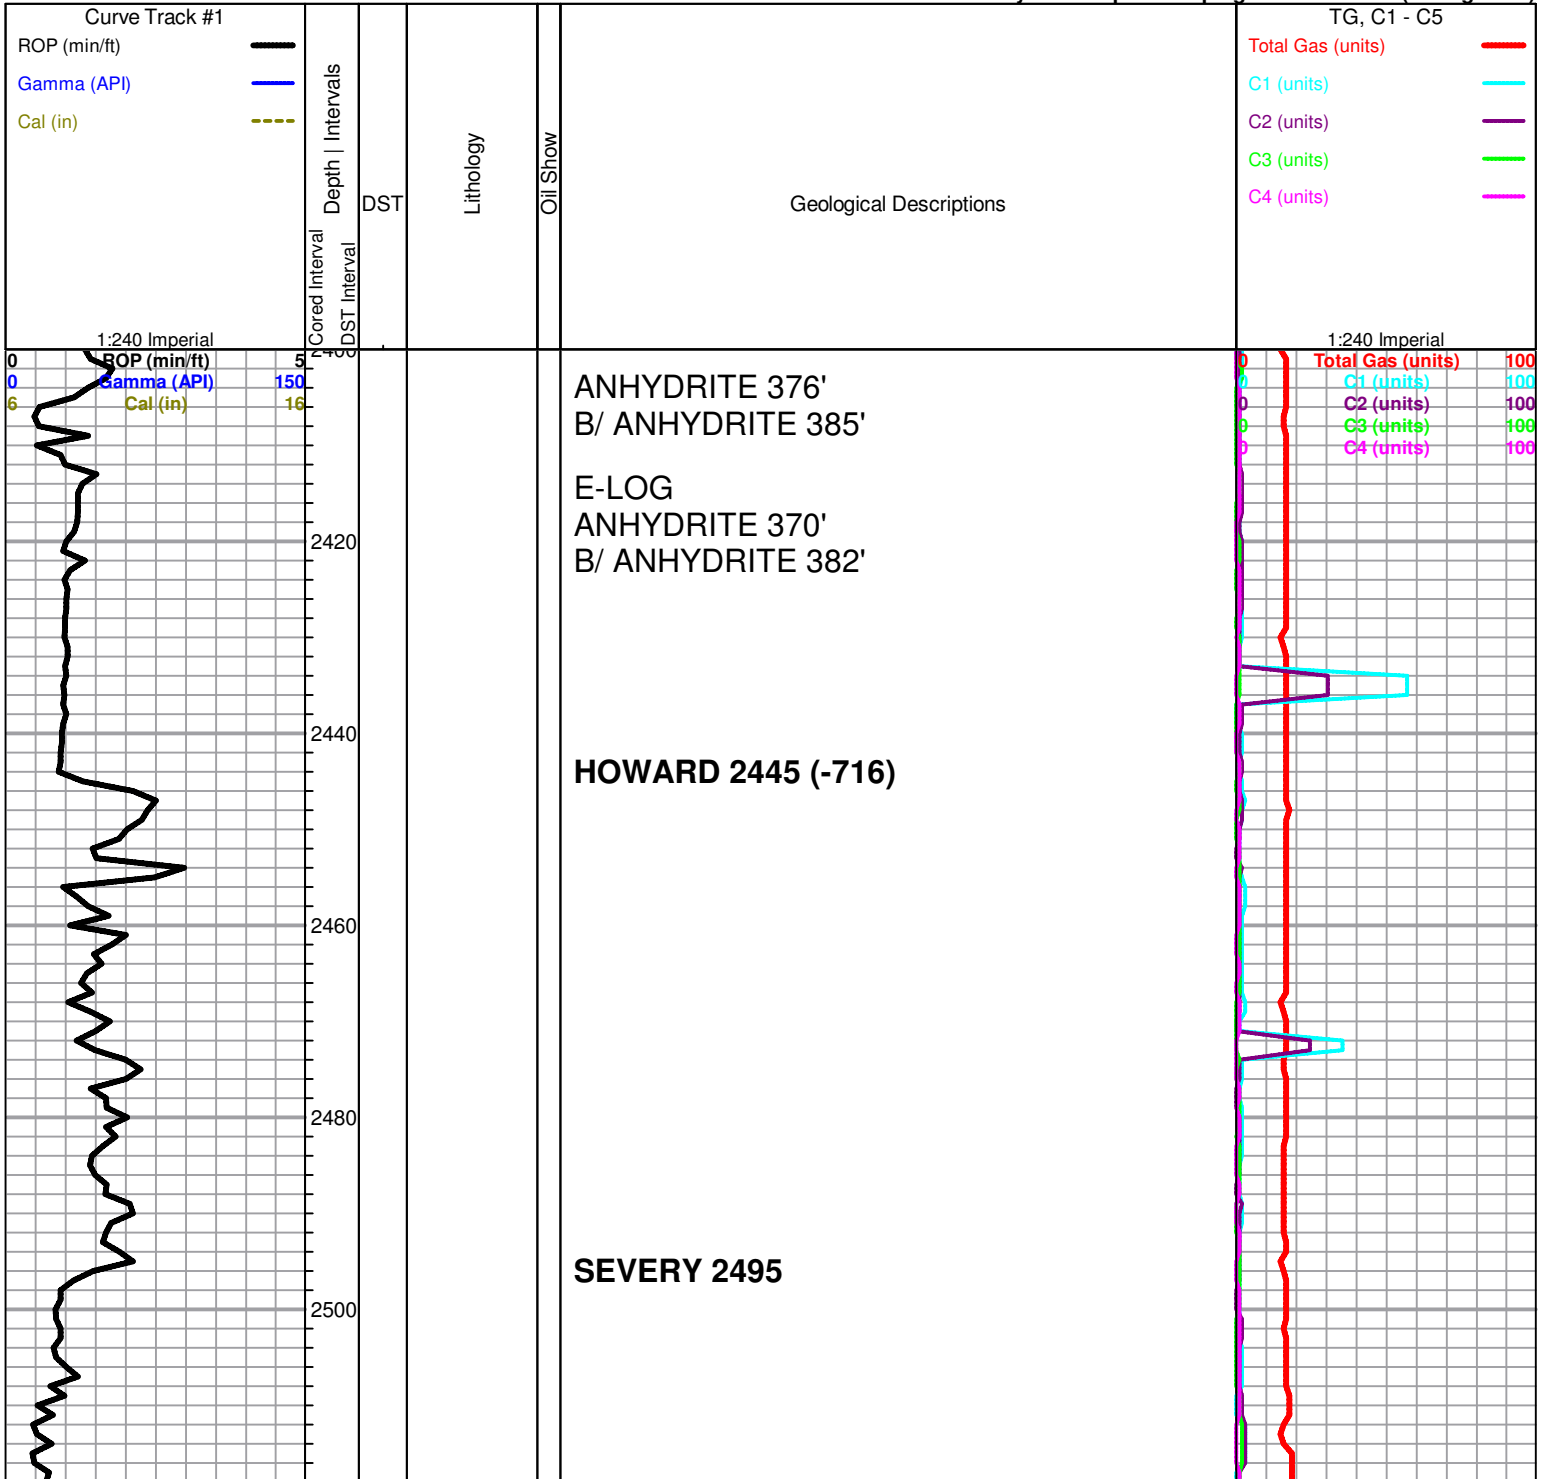 Curve Track #1
ROP (min/ft)
Gamma (API)
Cal (in)
1:240 Imperial
Depth | Intervals
Cored Interval
DST Interval
DST
Lithology
Oil Show
Geological Descriptions
TG, C1 - C5
Total Gas (units)
C1 (units)
C2 (units)
C3 (units)
C4 (units)
1:240 Imperial
0 ROP (min/ft) 5
0 Gamma (API) 150
6 Cal (in) 16
2400
0 Total Gas (units) 100
0 C1 (units) 100
0 C2 (units) 100
0 C3 (units) 100
0 C4 (units) 100
ANHYDRITE 376'
B/ ANHYDRITE 385'
E-LOG
ANHYDRITE 370'
B/ ANHYDRITE 382'
2420
2440
HOWARD 2445 (-716)
2460
2480
SEVERY 2495
2500